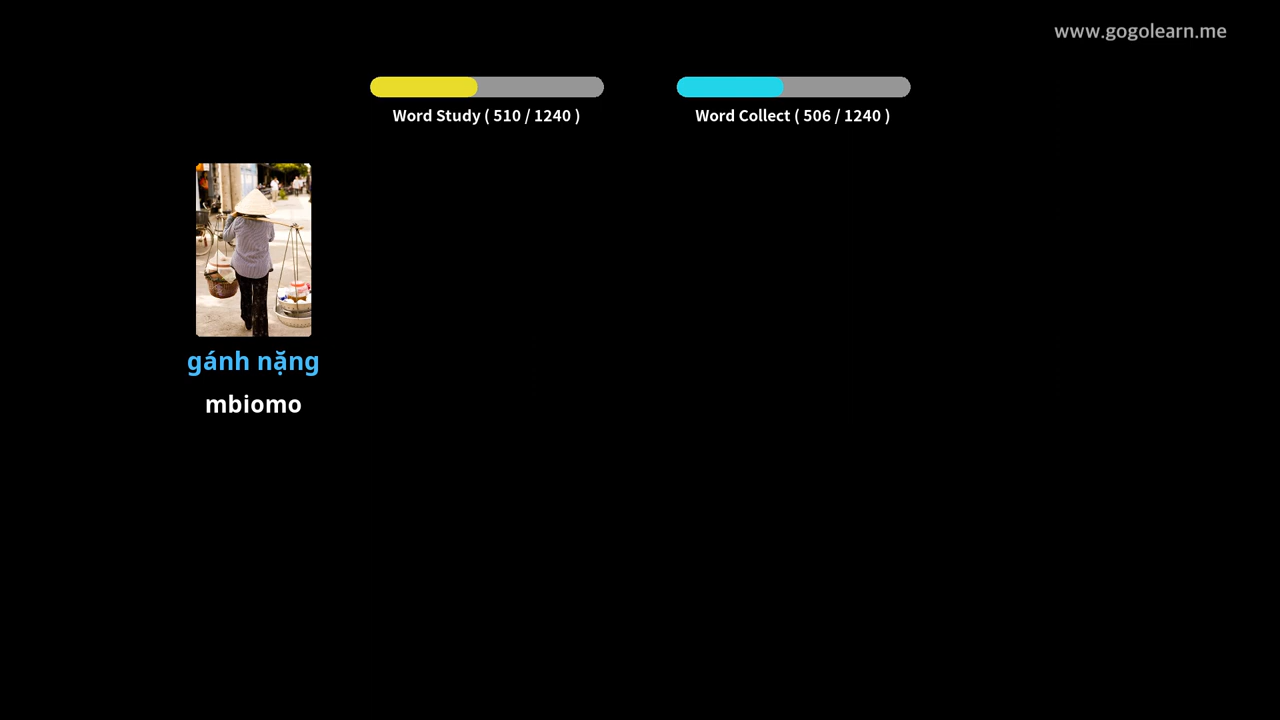 www.gogolearn.me
Word Study ( 510 / 1240 )
Word Collect ( 506 / 1240 )
gánh nặng
mbiomo